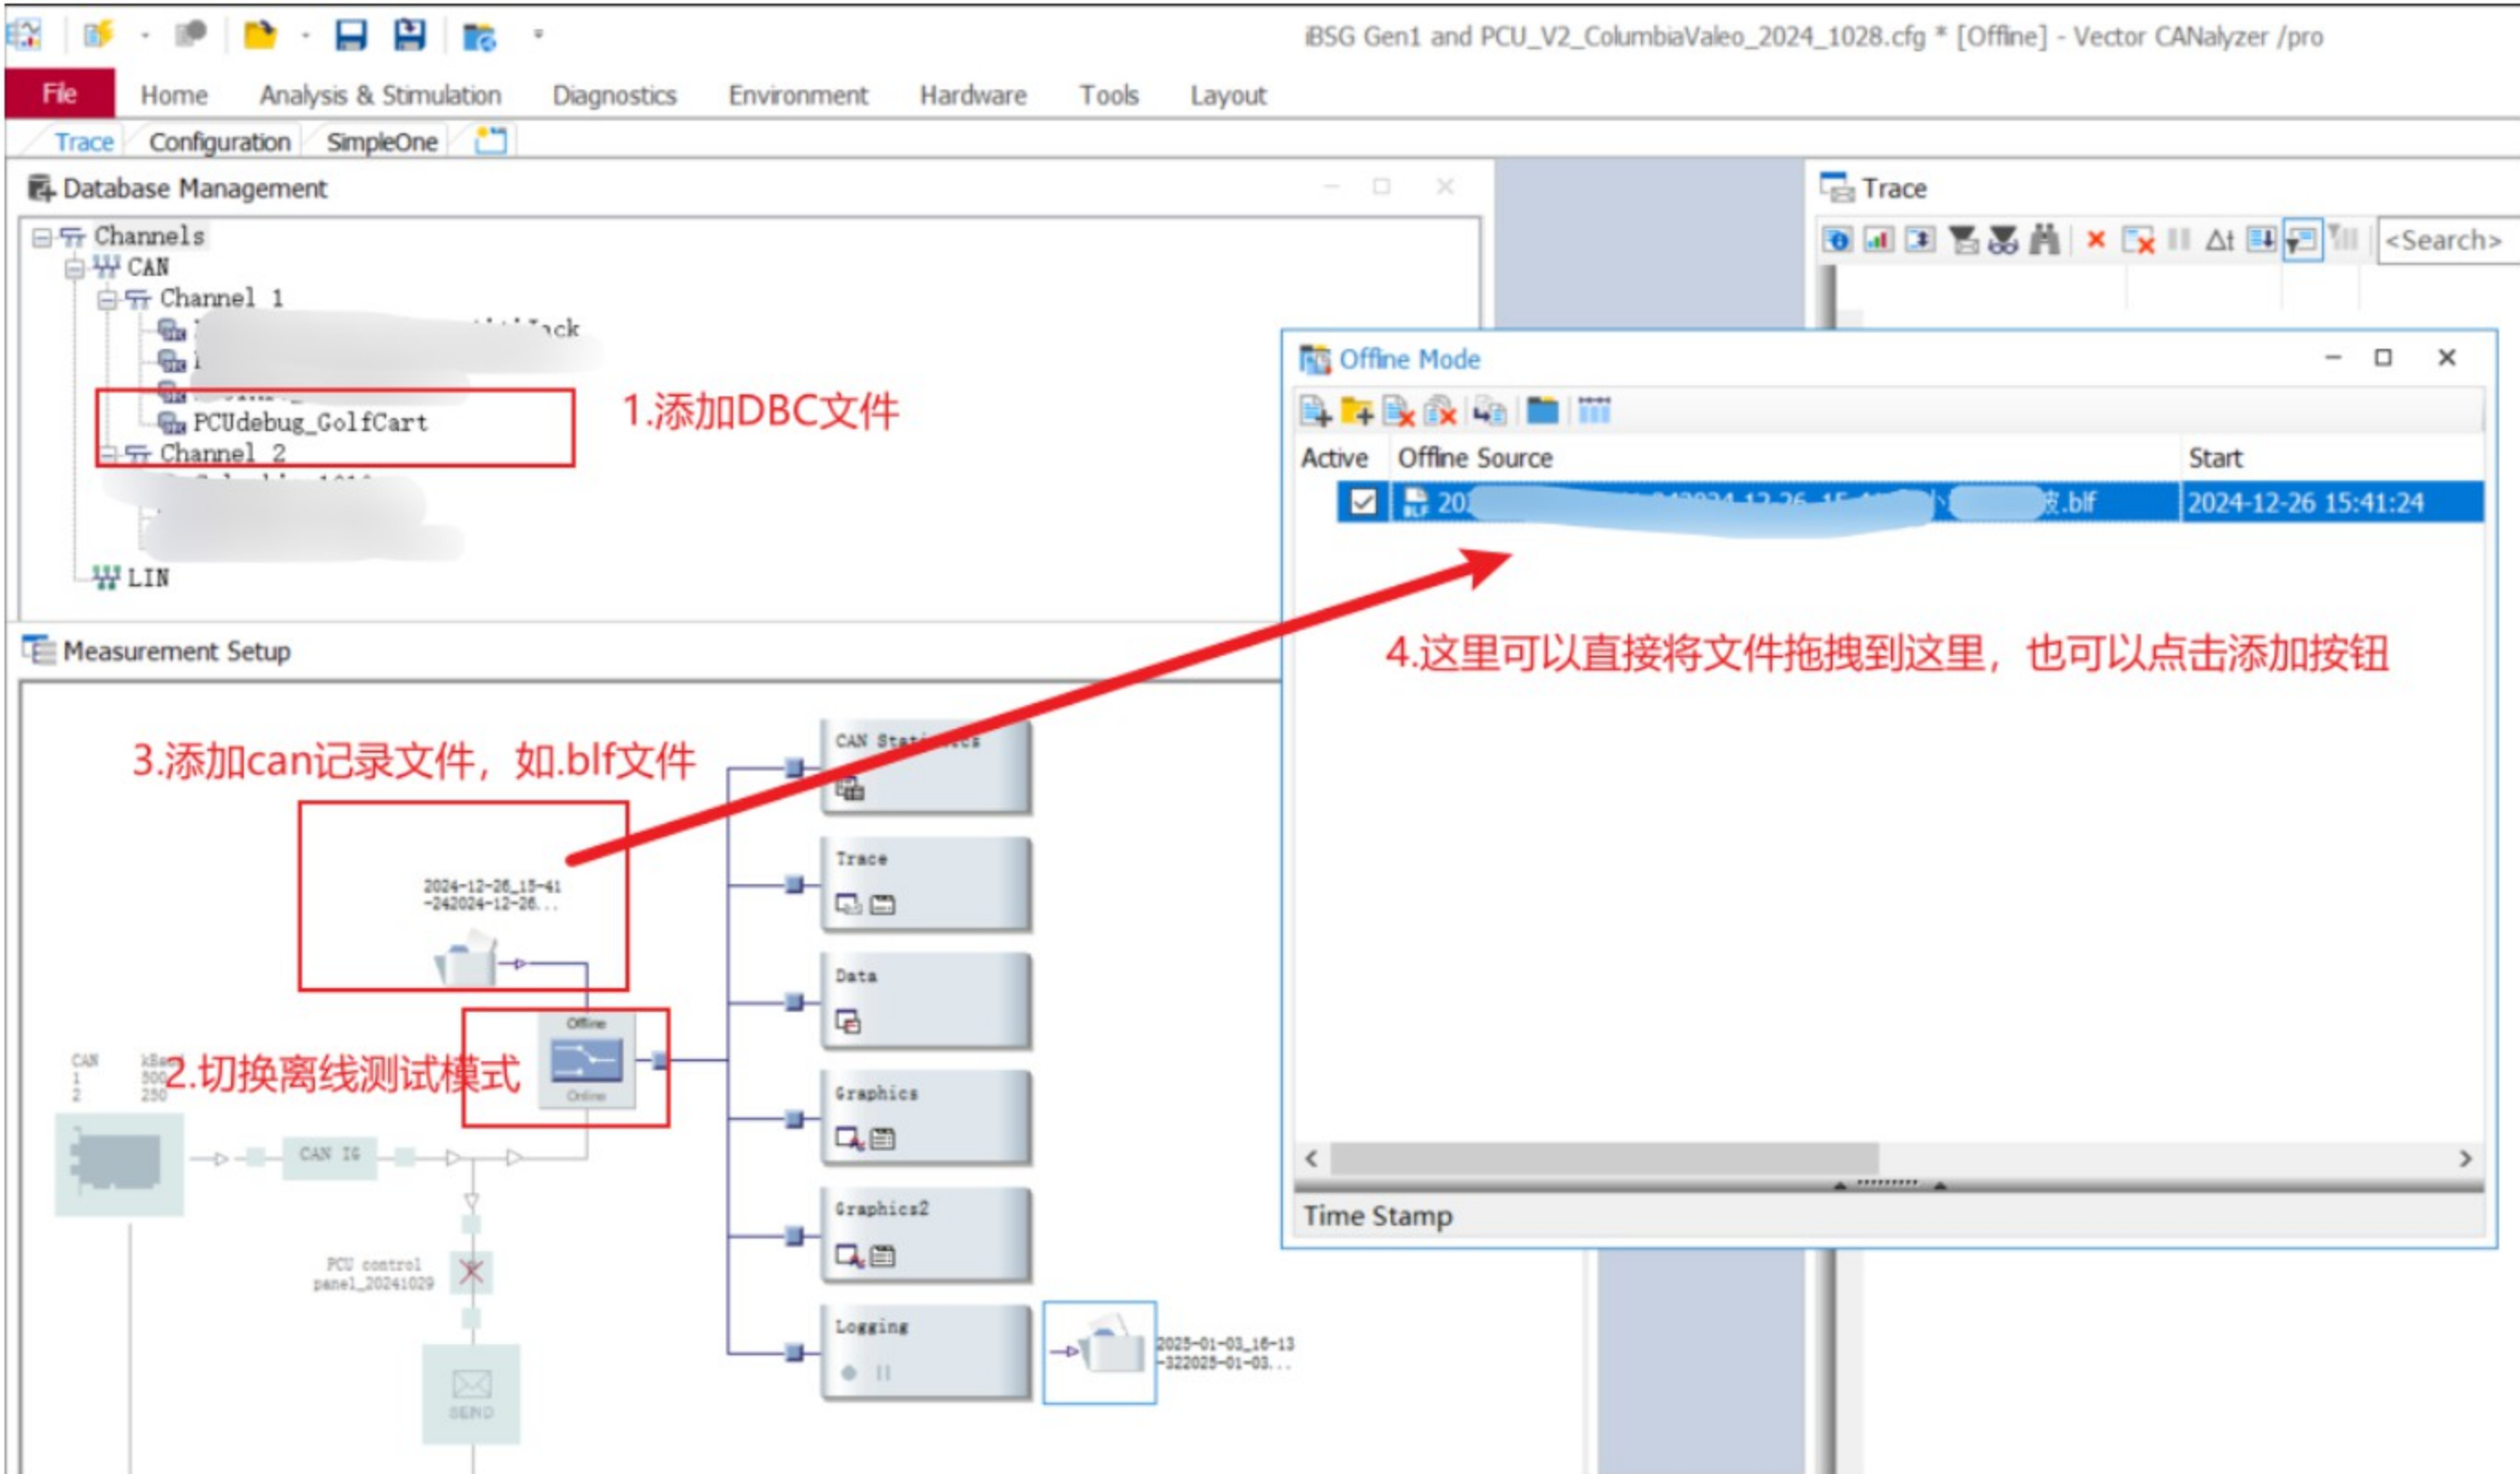 iBSG Gen1 and PCU_V2_ColumbiaValeo_2024_1028.cfg * [Offline] - Vector CANalyzer /pro
File Home Analysis & Stimulation Diagnostics Environment Hardware Tools Layout
Trace Configuration SimpleOne
Database Management
Trace
<Search>
Channels
CAN
Channel 1
PCUdebug_GolfCart
Channel 2
LIN
1.添加DBC文件
Offline Mode
Active Offline Source Start
.blf 2024-12-26 15:41:24
4.这里可以直接将文件拖拽到这里，也可以点击添加按钮
Time Stamp
Measurement Setup
3.添加can记录文件，如.blf文件
2024-12-26_15-41
-242024-12-26...
Offline
Online
2.切换离线测试模式
CAN
1 500
2 250
CAN IG
PCU control
panel_20241029
SEND
CAN Statistics
Trace
Data
Graphics
Graphics2
Logging
2025-01-03_16-13
-322025-01-03...